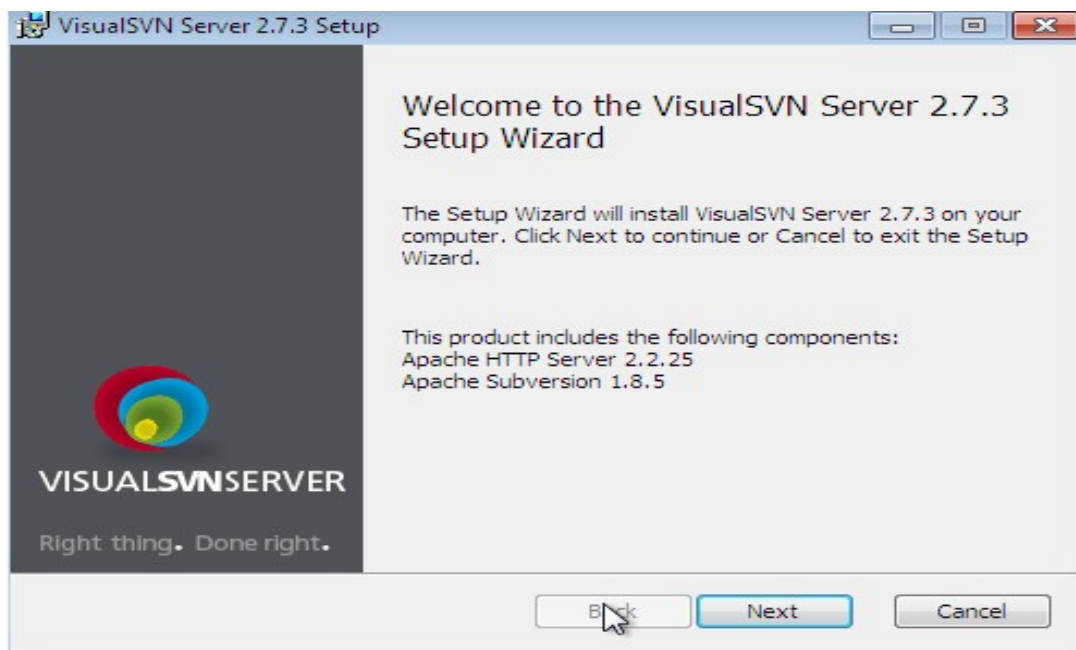 VisualSVN Server 2.7.3 Setup
Welcome to the VisualSVN Server 2.7.3
Setup Wizard
The Setup Wizard will install VisualSVN Server 2.7.3 on your
computer. Click Next to continue or Cancel to exit the Setup
Wizard.
This product includes the following components:
Apache HTTP Server 2.2.25
Apache Subversion 1.8.5
VISUALSVNSERVER
Right thing. Done right.
Back Next Cancel